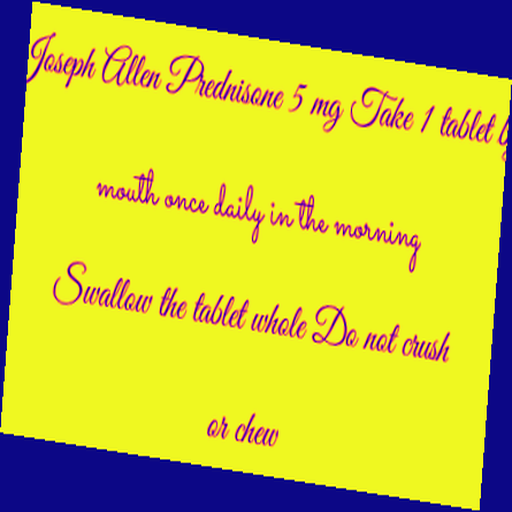 Joseph Allen Prednisone 5 mg Take 1 tablet
mouth once daily in the morning
Swallow the tablet whole Do not crush
or chew